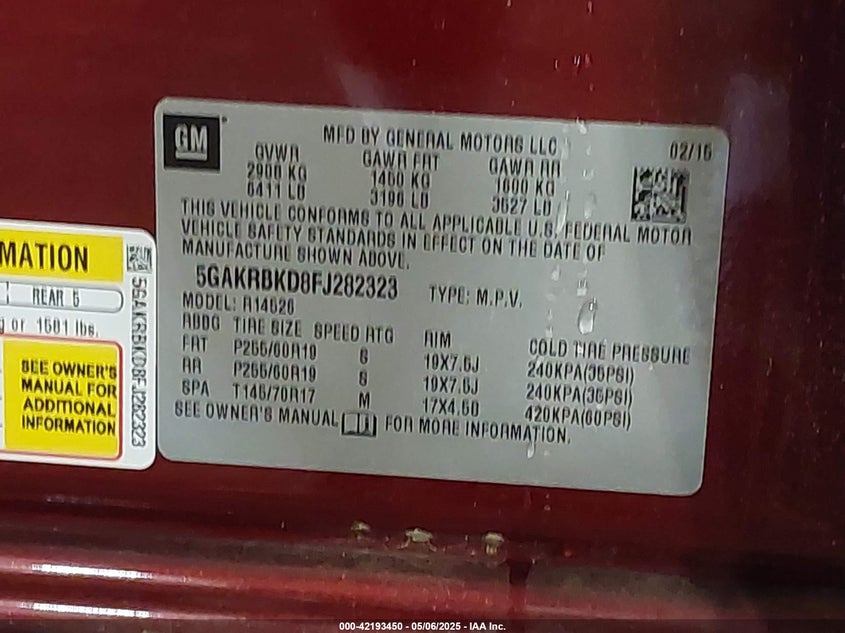 GM
MFD BY GENERAL MOTORS LLC
02/15
GVWR GAWR FRT GAWR RR
2908 KG 1450 KG 1600 KG
6411 LB 3196 LB 3527 LB
THIS VEHICLE CONFORMS TO ALL APPLICABLE U.S. FEDERAL MOTOR
VEHICLE SAFETY STANDARDS IN EFFECT ON THE DATE OF
MANUFACTURE SHOWN ABOVE.
5GAKRBKD8FJ282323 TYPE: M.P.V.
MODEL: R14526
TIRE SIZE SPEED RTG RIM COLD TIRE PRESSURE
FRT P255/60R19 S 19X7.5J 240KPA(35PSI)
RR P255/60R19 S 19X7.5J 240KPA(35PSI)
SPA T145/70R17 M 17X4.50 420KPA(60PSI)
SEE OWNER'S MANUAL FOR MORE INFORMATION.
MATION
REAR 5
g or 1581 lbs.
SEE OWNER'S
MANUAL FOR
ADDITIONAL
INFORMATION
5GAKRBKD8FJ282323
000-42193450 - 05/06/2025 - IAA Inc.